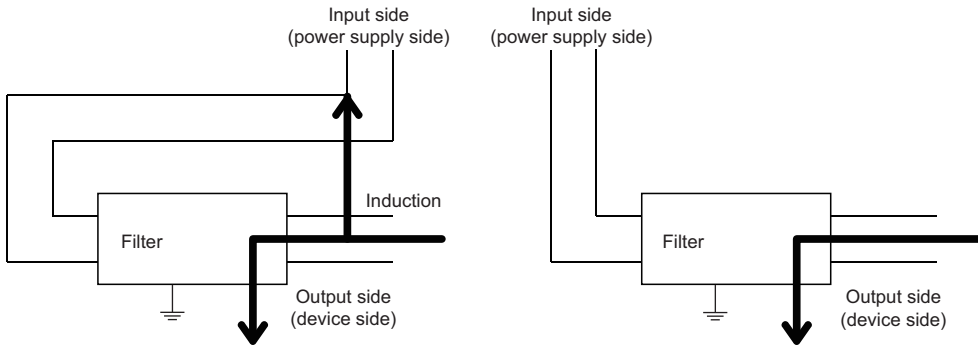 Input side
(power supply side)
Induction
Filter
Output side
(device side)
Input side
(power supply side)
Filter
Output side
(device side)